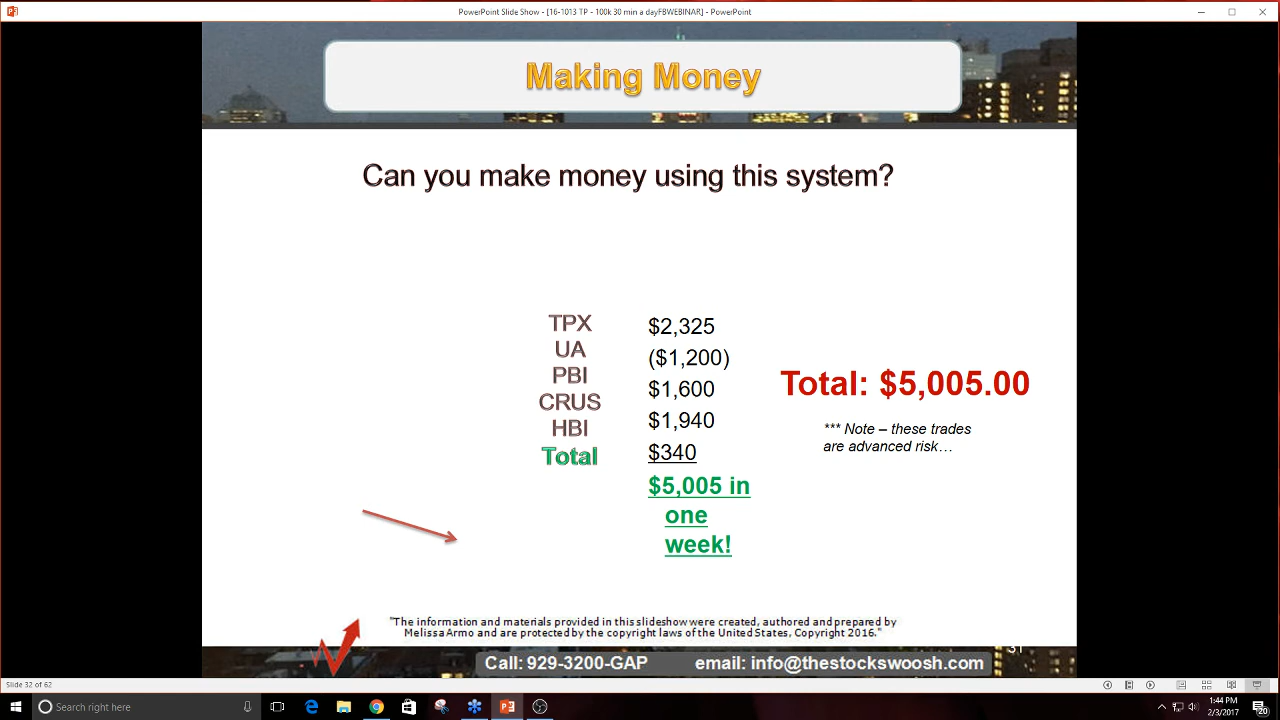 PowerPoint Slide Show - [16-1013 TP - 100k 30 min a dayFBWEBINAR] - PowerPoint
Making Money
Can you make money using this system?
TPX $2,325
UA ($1,200)
PBI $1,600
CRUS $1,940
HBI $340
Total $5,005 in
one
week!
Total: $5,005.00
*** Note – these trades
are advanced risk…
"The information and materials provided in this slideshow were created, authored and prepared by
Melissa Armo and are protected by the copyright laws of the United States, Copyright 2016."
31
Call: 929-3200-GAP email: info@thestockswoosh.com
Slide 32 of 62
Search right here
1:44 PM
2/3/2017
20